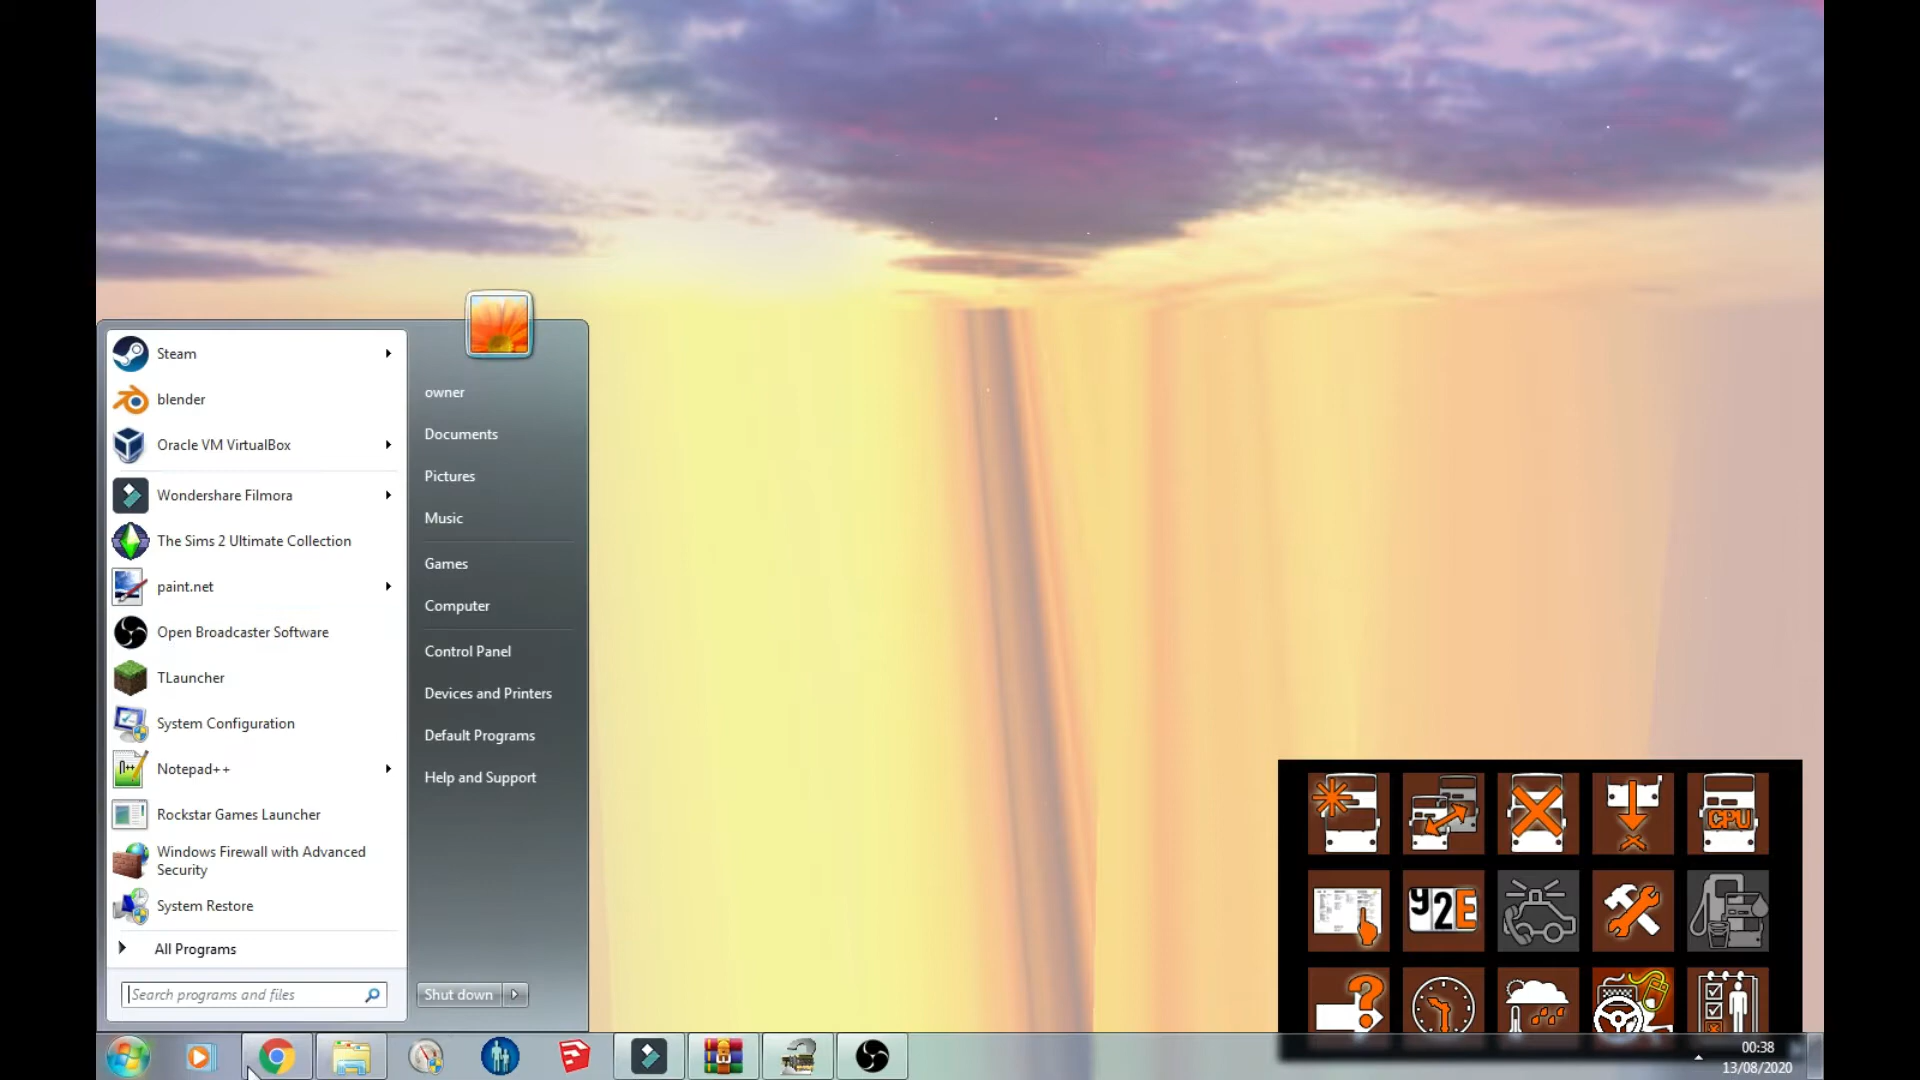 Steam
blender
Oracle VM VirtualBox
Wondershare Filmora
The Sims 2 Ultimate Collection
paint.net
Open Broadcaster Software
TLauncher
System Configuration
Notepad++
Rockstar Games Launcher
Windows Firewall with Advanced
Security
System Restore
All Programs
Search programs and files
owner
Documents
Pictures
Music
Games
Computer
Control Panel
Devices and Printers
Default Programs
Help and Support
Shut down
CPU
Y2E
00:38
13/08/2020